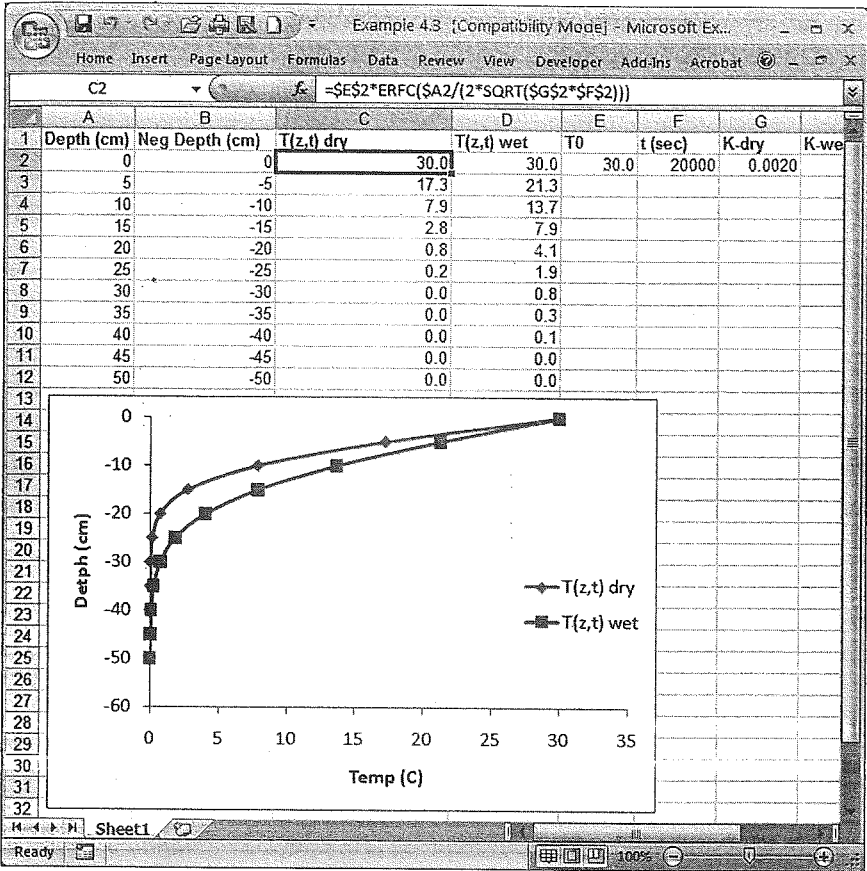 Example 4.3 [Compatibility Mode] - Microsoft Ex...
Home Insert Page Layout Formulas Data Review View Developer Add-Ins Acrobat
C2 fx =$E$2*ERFC($A2/(2*SQRT($G$2*$F$2)))
A B C D E F G
1 Depth (cm) Neg Depth (cm) T(z,t) dry T(z,t) wet T0 t (sec) K-dry K-we
2 0 0 30.0 30.0 30.0 20000 0.0020
3 5 -5 17.3 21.3
4 10 -10 7.9 13.7
5 15 -15 2.8 7.9
6 20 -20 0.8 4.1
7 25 -25 0.2 1.9
8 30 -30 0.0 0.8
9 35 -35 0.0 0.3
10 40 -40 0.0 0.1
11 45 -45 0.0 0.0
12 50 -50 0.0 0.0
13
14
15
16
17
18
19
20
21
22
23
24
25
26
27
28
29
30
31
32
0
-10
-20
-30
-40
-50
-60
Detph (cm)
T(z,t) dry
T(z,t) wet
0 5 10 15 20 25 30 35
Temp (C)
Sheet1
Ready 100%